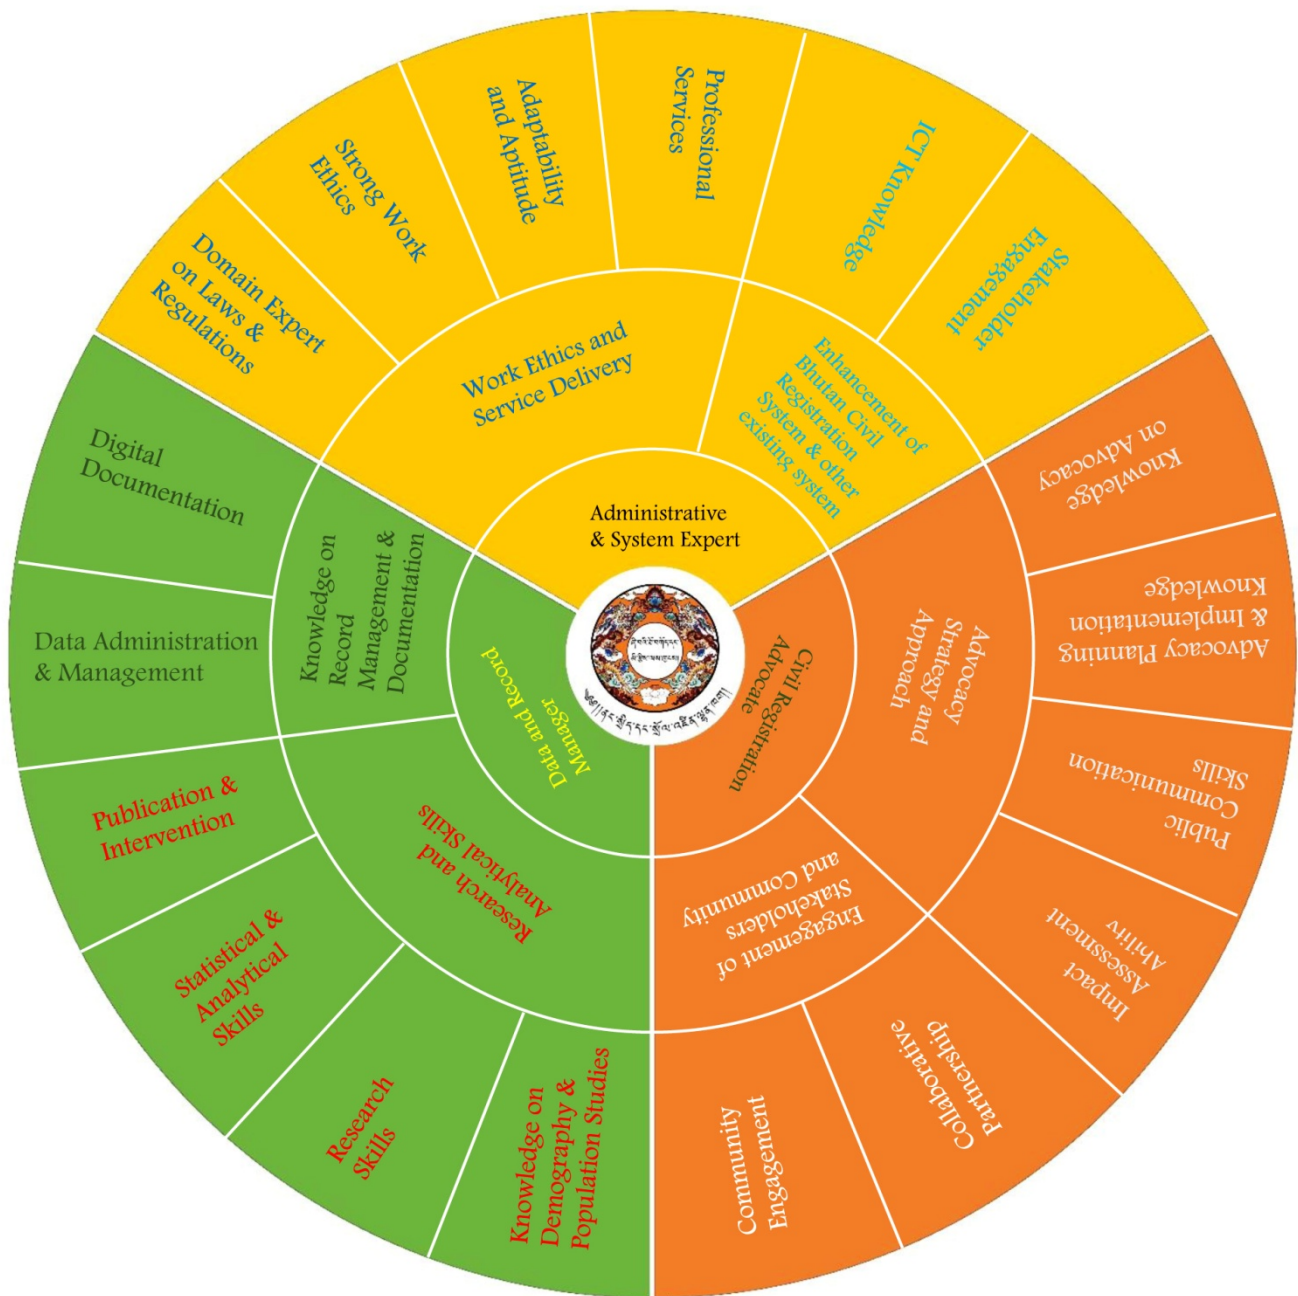 Domain Expert
on Laws &
Regulations
Strong Work
Ethics
Adaptability
and Aptitude
Professional
Services
ICT Knowledge
Stakeholder
Engagement
Work Ethics and
Service Delivery
Enhancement of
Bhutan Civil
Registration
System & other
existing system
Administrative
& System Expert
Knowledge
on Advocacy
Advocacy Planning
& Implementation
Knowledge
Public
Communication
Skills
Impact
Assessment
Ability
Collaborative
Partnership
Community
Engagement
Advocacy
Strategy and
Approach
Engagement of
Stakeholders
and Community
Civil Registration
Advocate
Digital
Documentation
Data Administration
& Management
Publication &
Intervention
Statistical &
Analytical
Skills
Research
Skills
Knowledge on
Demography &
Population Studies
Knowledge on
Record
Management &
Documentation
Research and
Analytical Skills
Data and Record
Manager